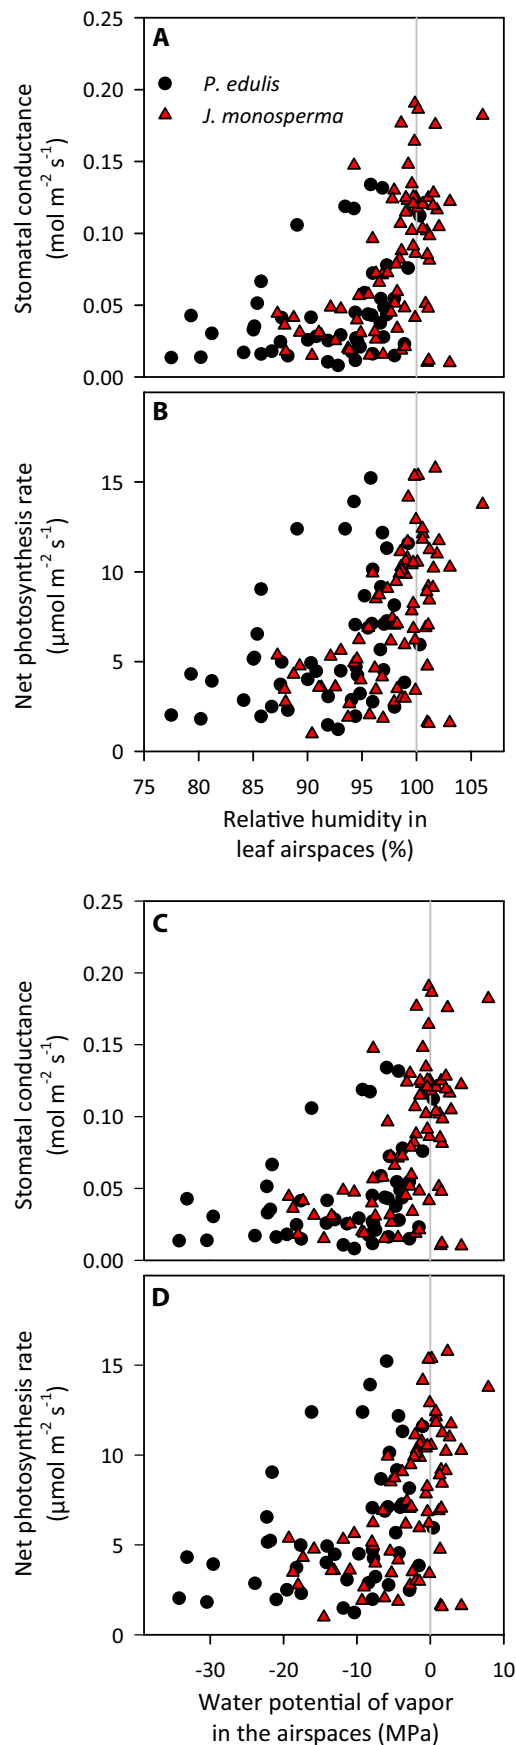 A
P. edulis
J. monosperma
Stomatal conductance
(mol m⁻² s⁻¹)
0.25
0.20
0.15
0.10
0.05
0.00
B
Net photosynthesis rate
(µmol m⁻² s⁻¹)
15
10
5
0
75 80 85 90 95 100 105
Relative humidity in
leaf airspaces (%)
C
Stomatal conductance
(mol m⁻² s⁻¹)
0.25
0.20
0.15
0.10
0.05
0.00
D
Net photosynthesis rate
(µmol m⁻² s⁻¹)
15
10
5
0
-30 -20 -10 0 10
Water potential of vapor
in the airspaces (MPa)